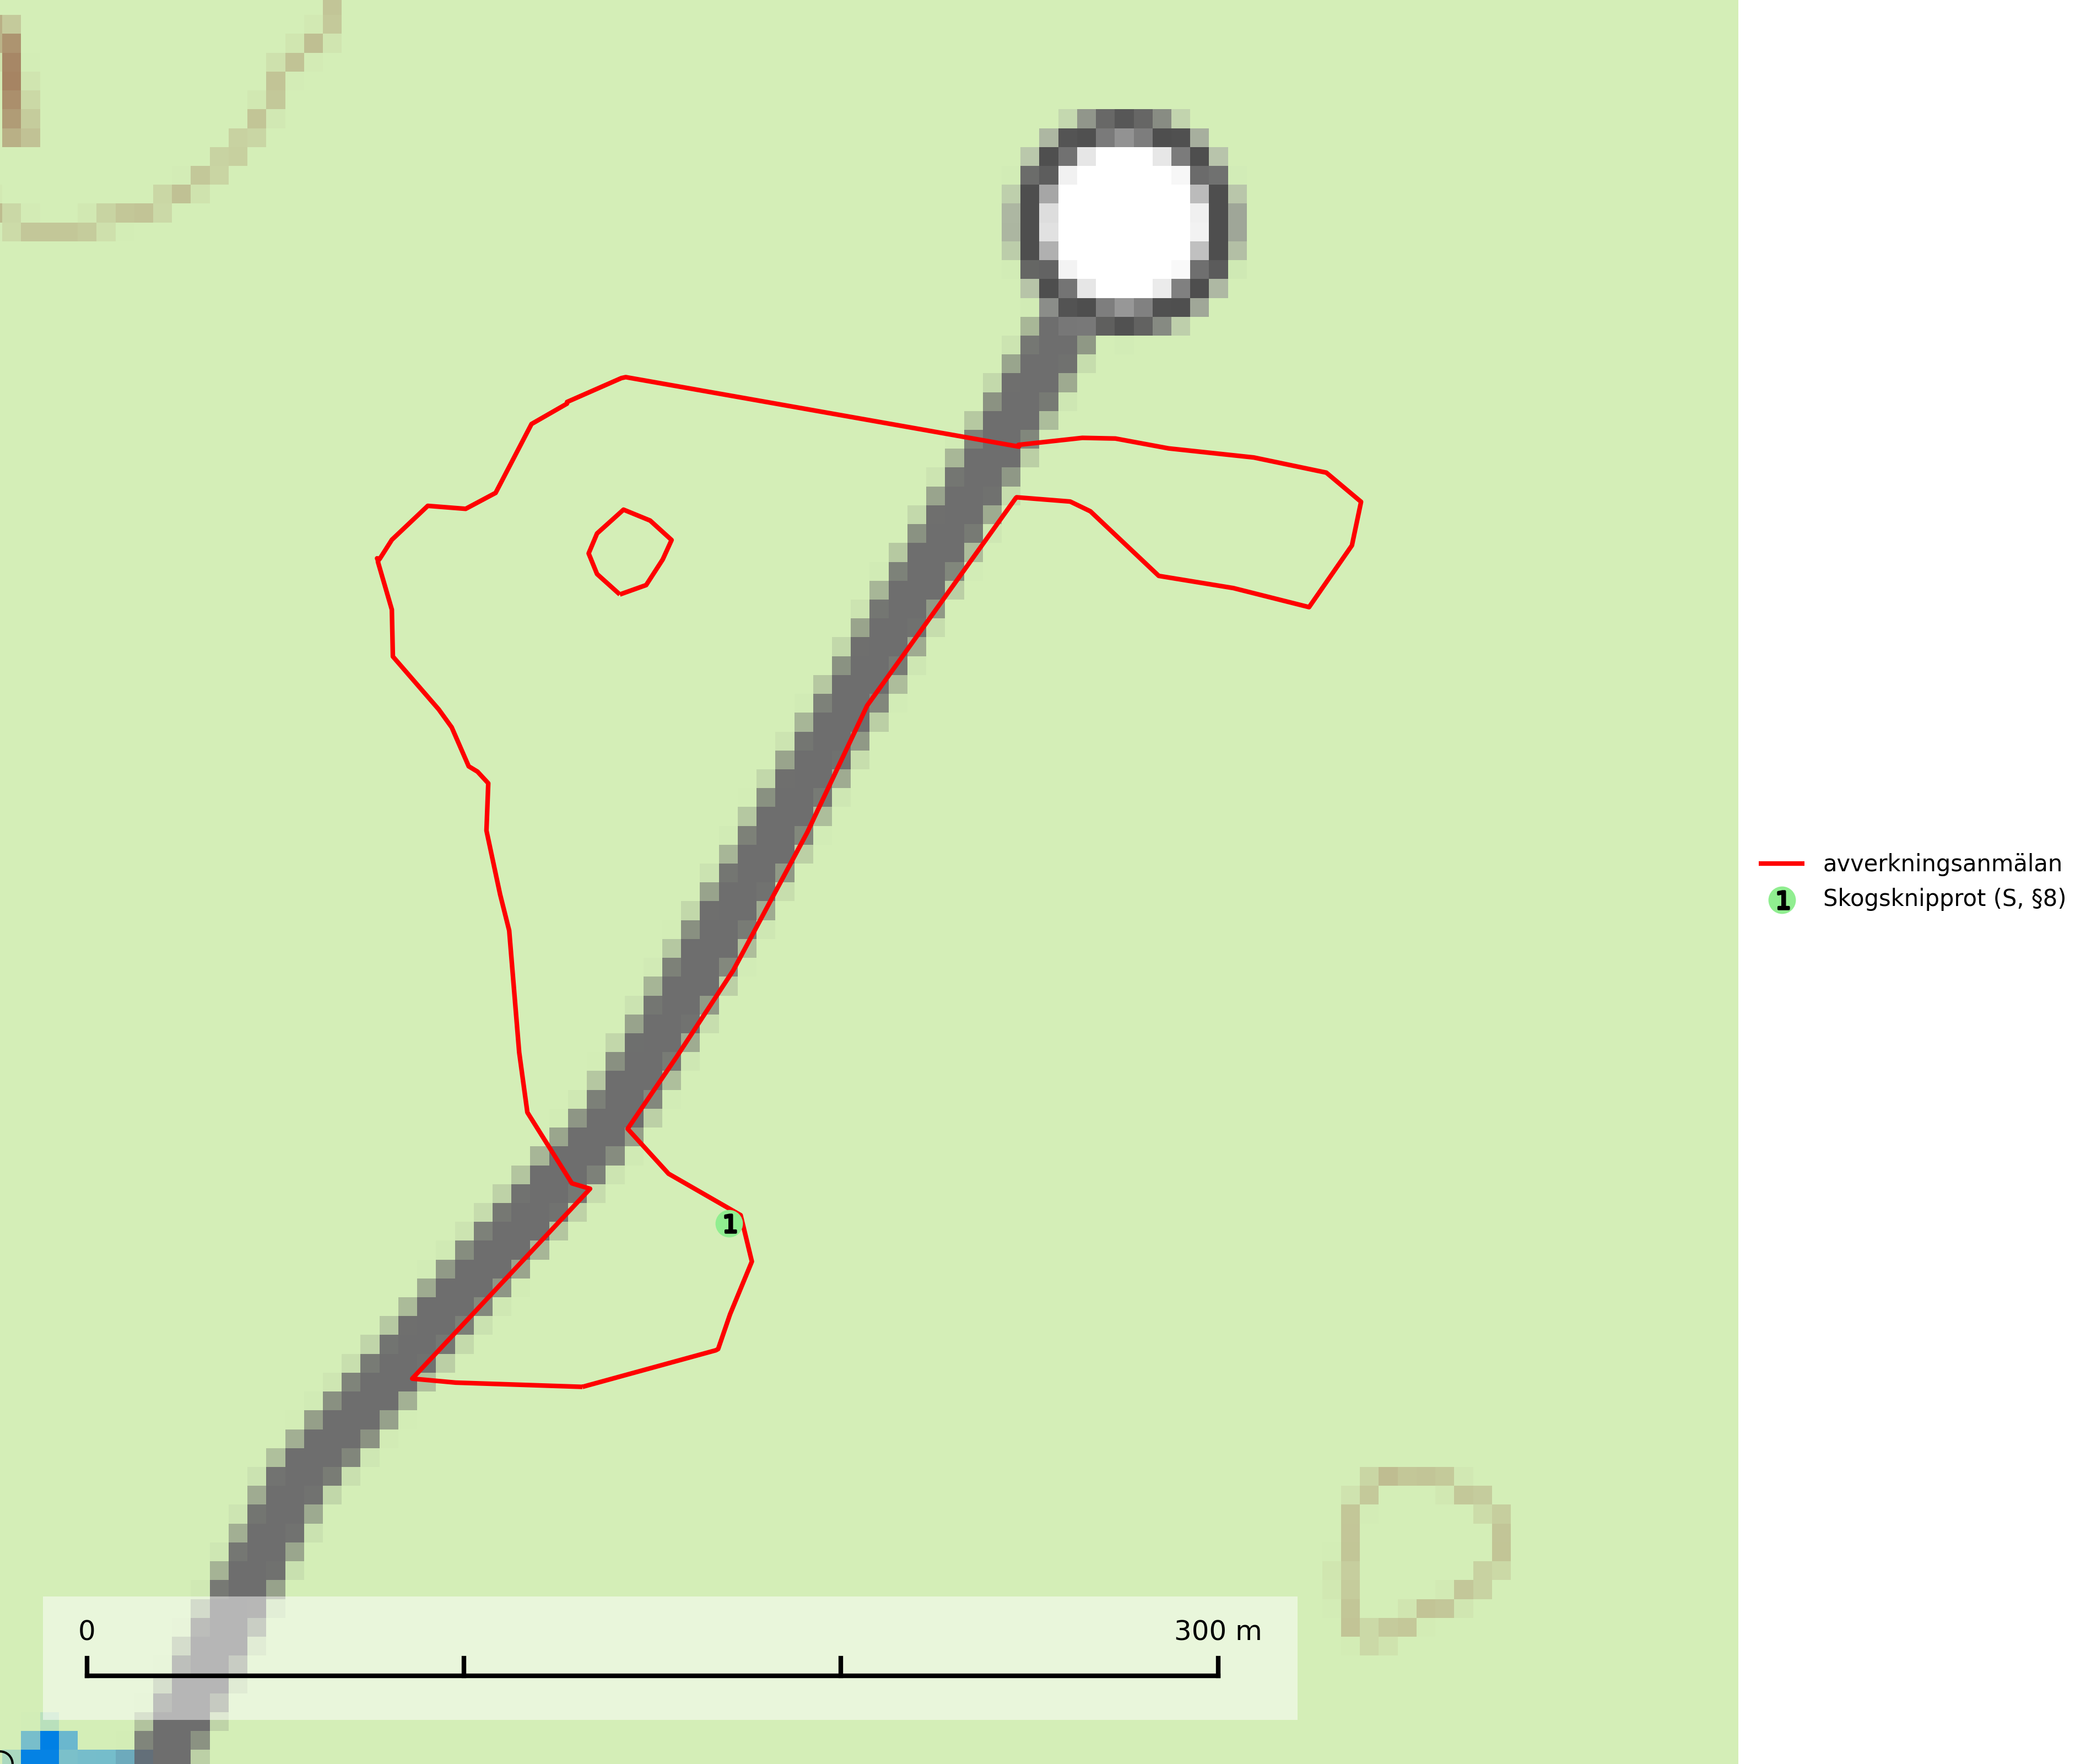 avverkningsanmälan
1 Skogsknipprot (S, §8)
1
0 300 m